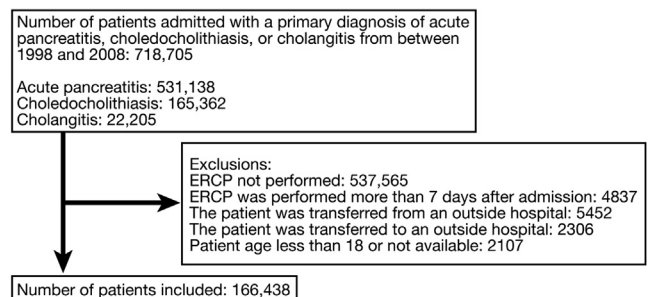 Number of patients admitted with a primary diagnosis of acute
pancreatitis, choledocholithiasis, or cholangitis from between
1998 and 2008: 718,705
Acute pancreatitis: 531,138
Choledocholithiasis: 165,362
Cholangitis: 22,205
Exclusions:
ERCP not performed: 537,565
ERCP was performed more than 7 days after admission: 4837
The patient was transferred from an outside hospital: 5452
The patient was transferred to an outside hospital: 2306
Patient age less than 18 or not available: 2107
Number of patients included: 166,438